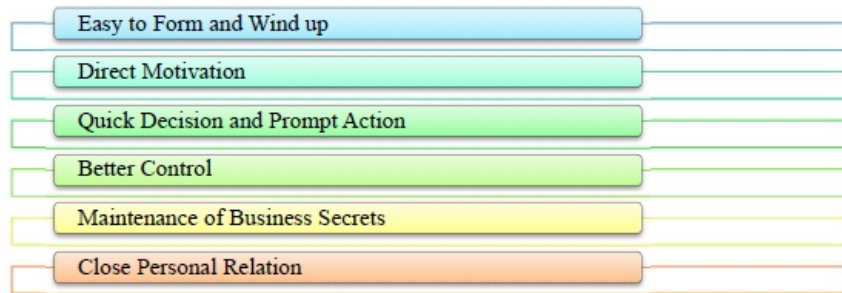 Easy to Form and Wind up
Direct Motivation
Quick Decision and Prompt Action
Better Control
Maintenance of Business Secrets
Close Personal Relation